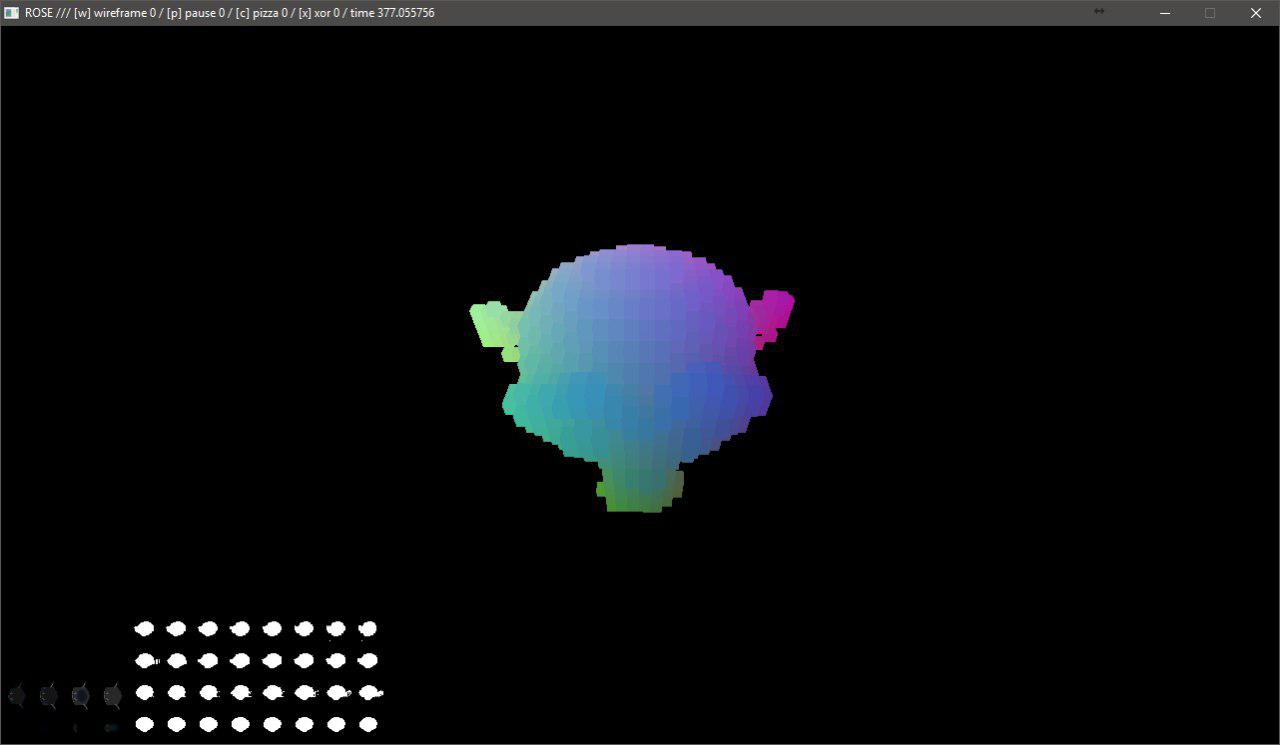 ROSE /// [w] wireframe 0 / [p] pause 0 / [c] pizza 0 / [x] xor 0 / time 377.055756